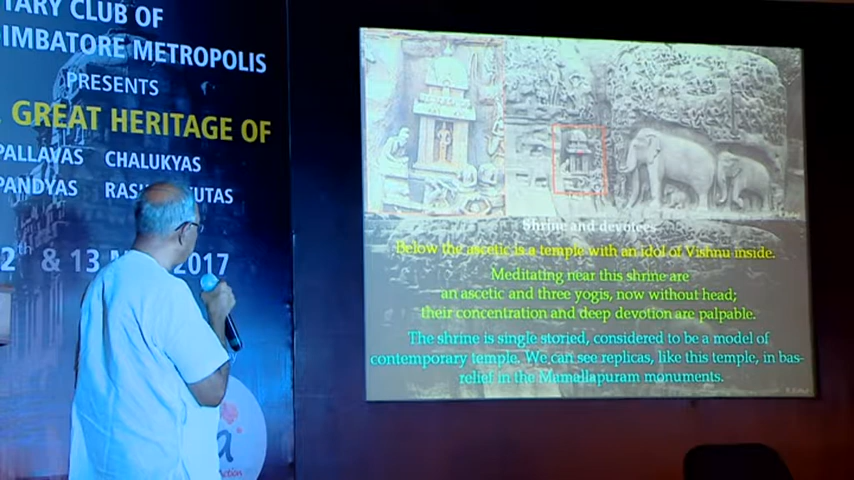 TARY CLUB OF
IMBATORE METROPOLIS
PRESENTS
GREAT HERITAGE OF
PALLAVAS CHALUKYAS
PANDYAS
2th & 13 2017
a
ction
Shrine and devotees
Below the ascetic is a temple with an idol of Vishnu inside.
Meditating near this shrine are
an ascetic and three yogis, now without head;
their concentration and deep devotion are palpable.
The shrine is single storied, considered to be a model of
contemporary temple. We can see replicas, like this temple, in bas-
relief in the Mamallapuram monuments.